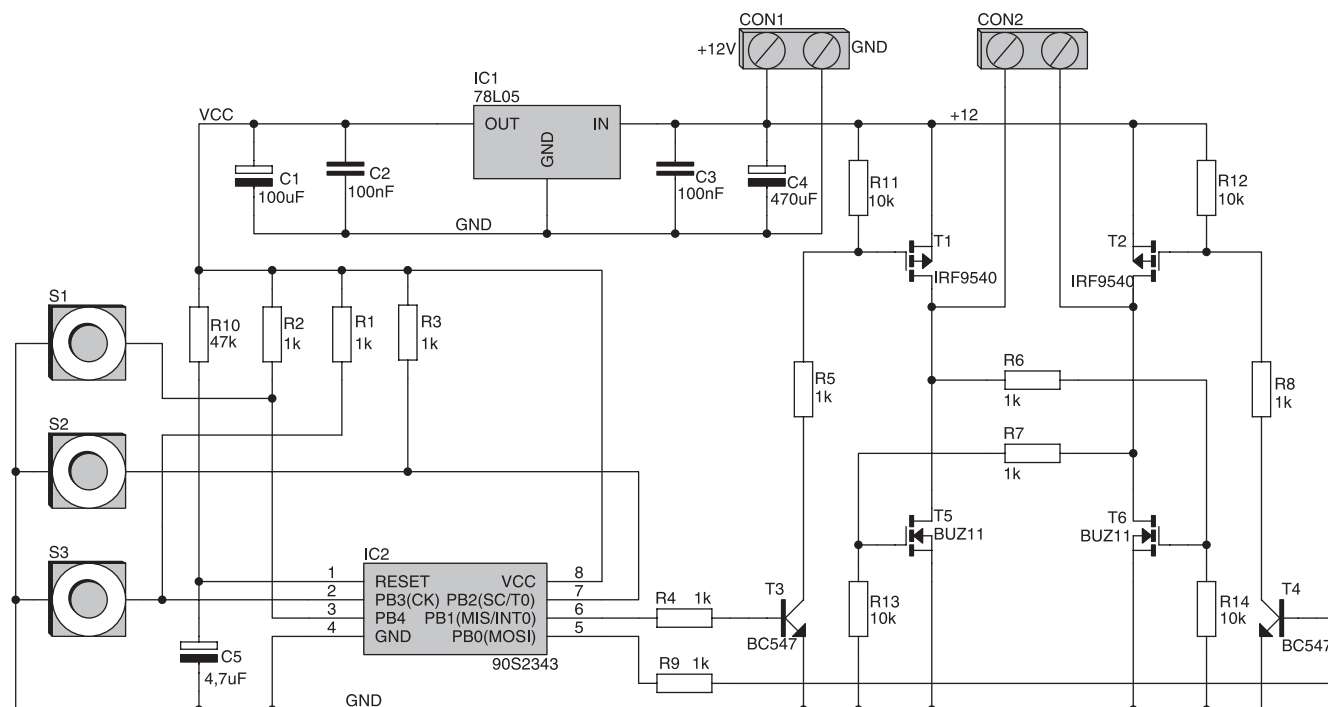 CON1
CON2
+12V
GND
IC1
78L05
VCC
OUT
IN
GND
+12
C1
100uF
C2
100nF
C3
100nF
C4
470uF
R11
10k
R12
10k
GND
T1
IRF9540
T2
IRF9540
S1
R10
47k
R2
1k
R1
1k
R3
1k
R5
1k
R6
1k
R8
1k
S2
R7
1k
T5
BUZ11
T6
BUZ11
S3
IC2
1
RESET
VCC
8
2
PB3(CK)
PB2(SC/T0)
7
3
PB4
PB1(MIS/INT0)
6
4
GND
PB0(MOSI)
5
90S2343
R4 1k
T3
BC547
R13
10k
R14
10k
T4
BC547
C5
4,7uF
R9 1k
GND